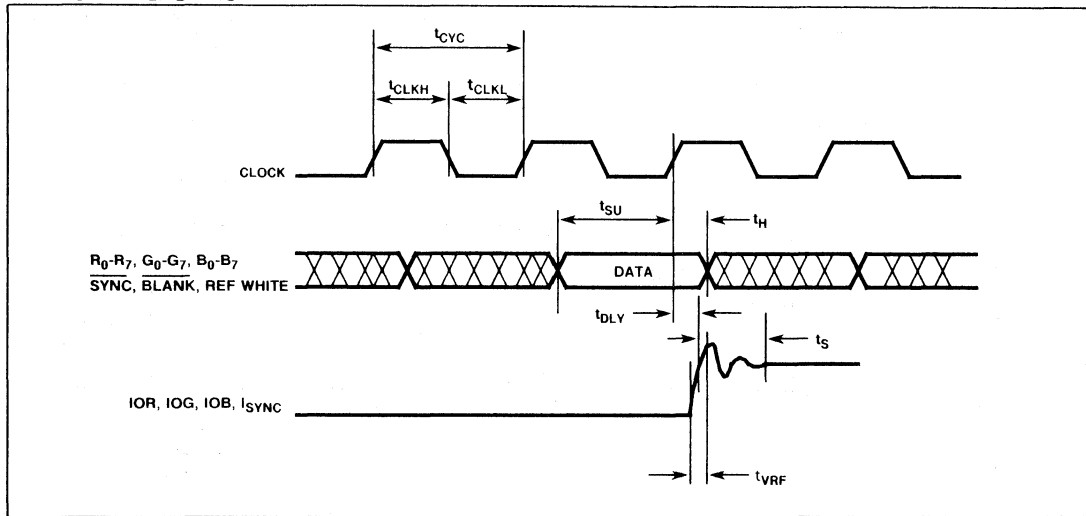 tCYC
tCLKH tCLKL
CLOCK
tSU tH
R0-R7, G0-G7, B0-B7
SYNC, BLANK, REF WHITE
DATA
tDLY tS
IOR, IOG, IOB, ISYNC
tVRF